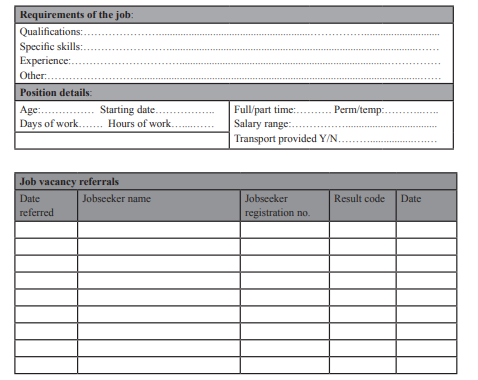 Requirements of the job:
Qualifications:..................................................................................................................
Specific skills:..................................................................................................................
Experience:......................................................................................................................
Other:..............................................................................................................................
Position details:
Age:.................. Starting date..................
Days of work....... Hours of work.............
Full/part time:.......... Perm/temp:................
Salary range:..................................................
Transport provided Y/N..............................
Job vacancy referrals
Date referred
Jobseeker name
Jobseeker registration no.
Result code
Date